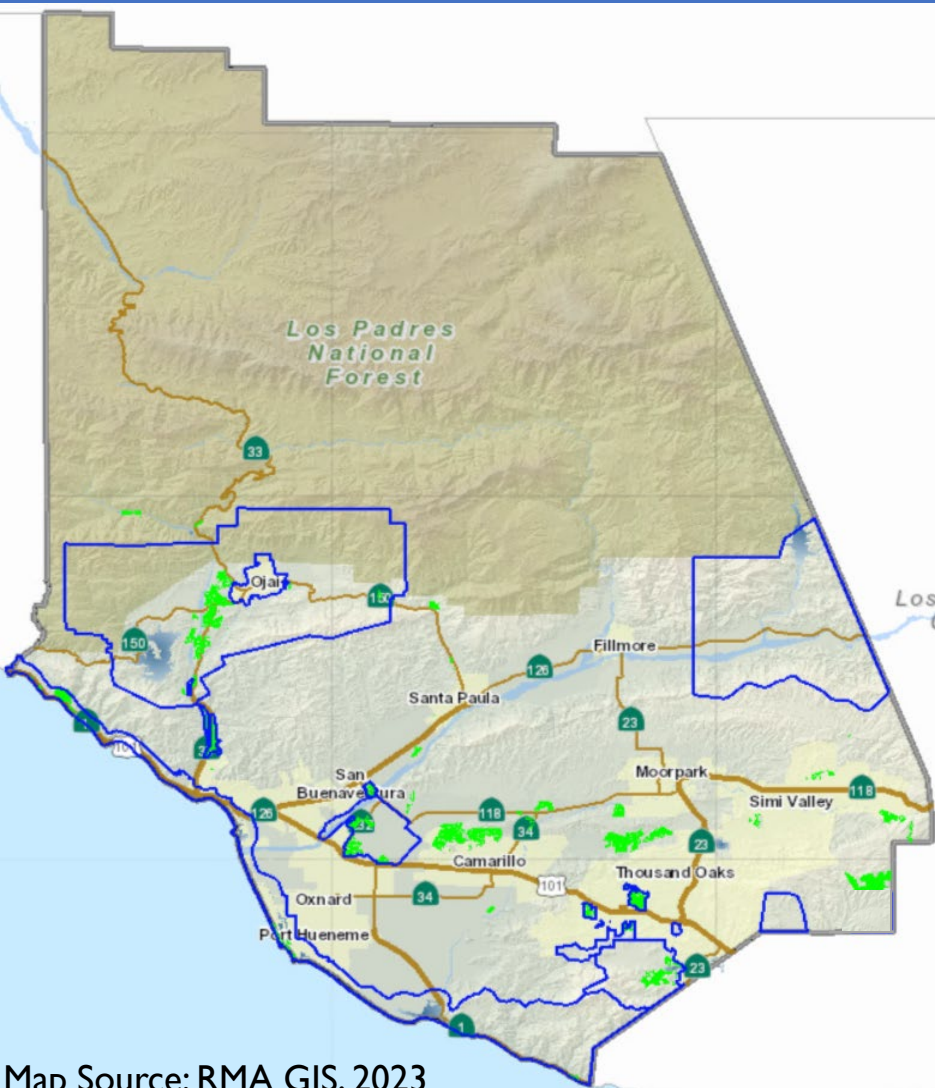 Los Padres
National
Forest
33
Ojai
150
150
Los
Fillmore
126
Santa Paula
23
1
101
Moorpark
San
Buenaventura
118
Simi Valley
126
118
34
23
Camarillo
Thousand Oaks
101
Oxnard
34
Port Hueneme
23
1
Map Source: RMA GIS, 2023